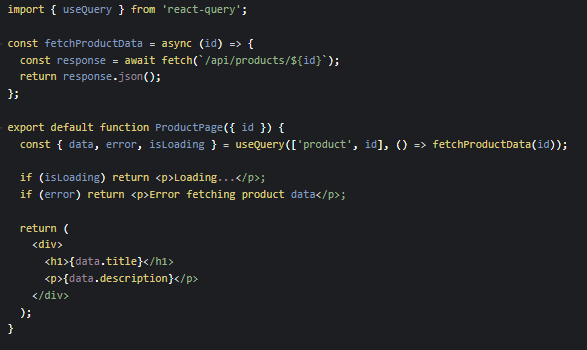 import { useQuery } from 'react-query';
const fetchProductData = async (id) => {
  const response = await fetch(`/api/products/${id}`);
  return response.json();
};
export default function ProductPage({ id }) {
  const { data, error, isLoading } = useQuery(['product', id], () => fetchProductData(id));
  if (isLoading) return <p>Loading...</p>;
  if (error) return <p>Error fetching product data</p>;
  return (
    <div>
      <h1>{data.title}</h1>
      <p>{data.description}</p>
    </div>
  );
}